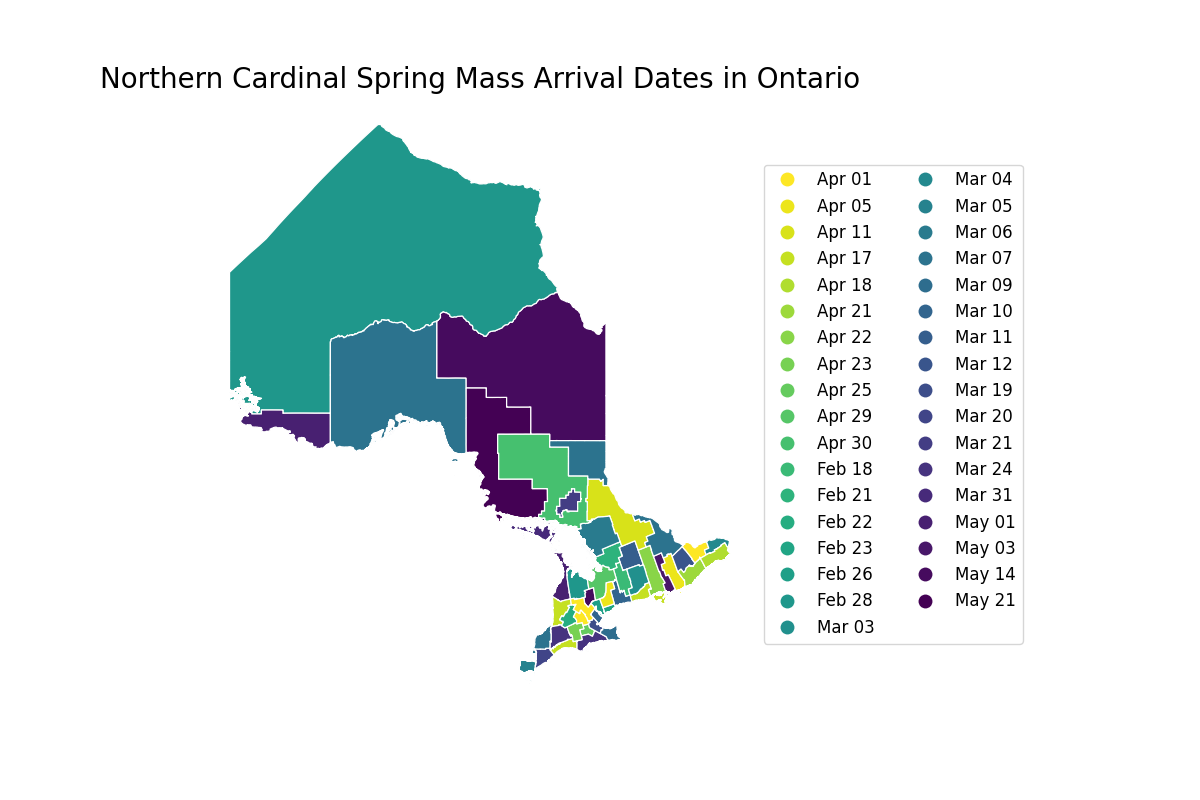 Northern Cardinal Spring Mass Arrival Dates in Ontario
Apr 01
Apr 05
Apr 11
Apr 17
Apr 18
Apr 21
Apr 22
Apr 23
Apr 25
Apr 29
Apr 30
Feb 18
Feb 21
Feb 22
Feb 23
Feb 26
Feb 28
Mar 03
Mar 04
Mar 05
Mar 06
Mar 07
Mar 09
Mar 10
Mar 11
Mar 12
Mar 19
Mar 20
Mar 21
Mar 24
Mar 31
May 01
May 03
May 14
May 21